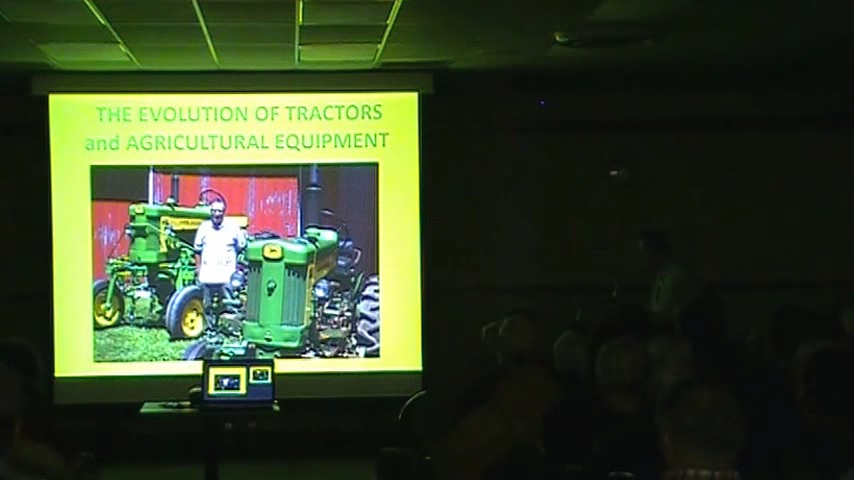 THE EVOLUTION OF TRACTORS
and AGRICULTURAL EQUIPMENT